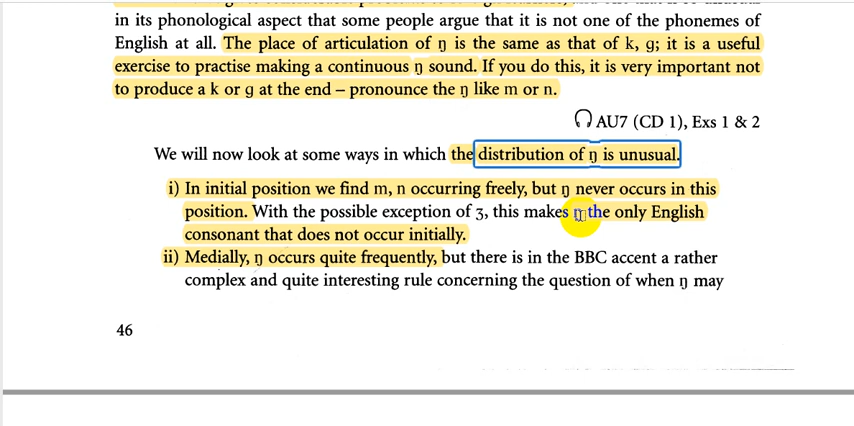 in its phonological aspect that some people argue that it is not one of the phonemes
English at all. The place of articulation of ŋ is the same as that of k, g; it is a useful
exercise to practise making a continuous ŋ sound. If you do this, it is very important not
to produce a k or g at the end – pronounce the ŋ like m or n.
AU7 (CD 1), Exs 1 & 2
We will now look at some ways in which the distribution of ŋ is unusual.
i) In initial position we find m, n occurring freely, but ŋ never occurs in this
position. With the possible exception of ʒ, this makes ŋ the only English
consonant that does not occur initially.
ii) Medially, ŋ occurs quite frequently, but there is in the BBC accent a rather
complex and quite interesting rule concerning the question of when ŋ may
46